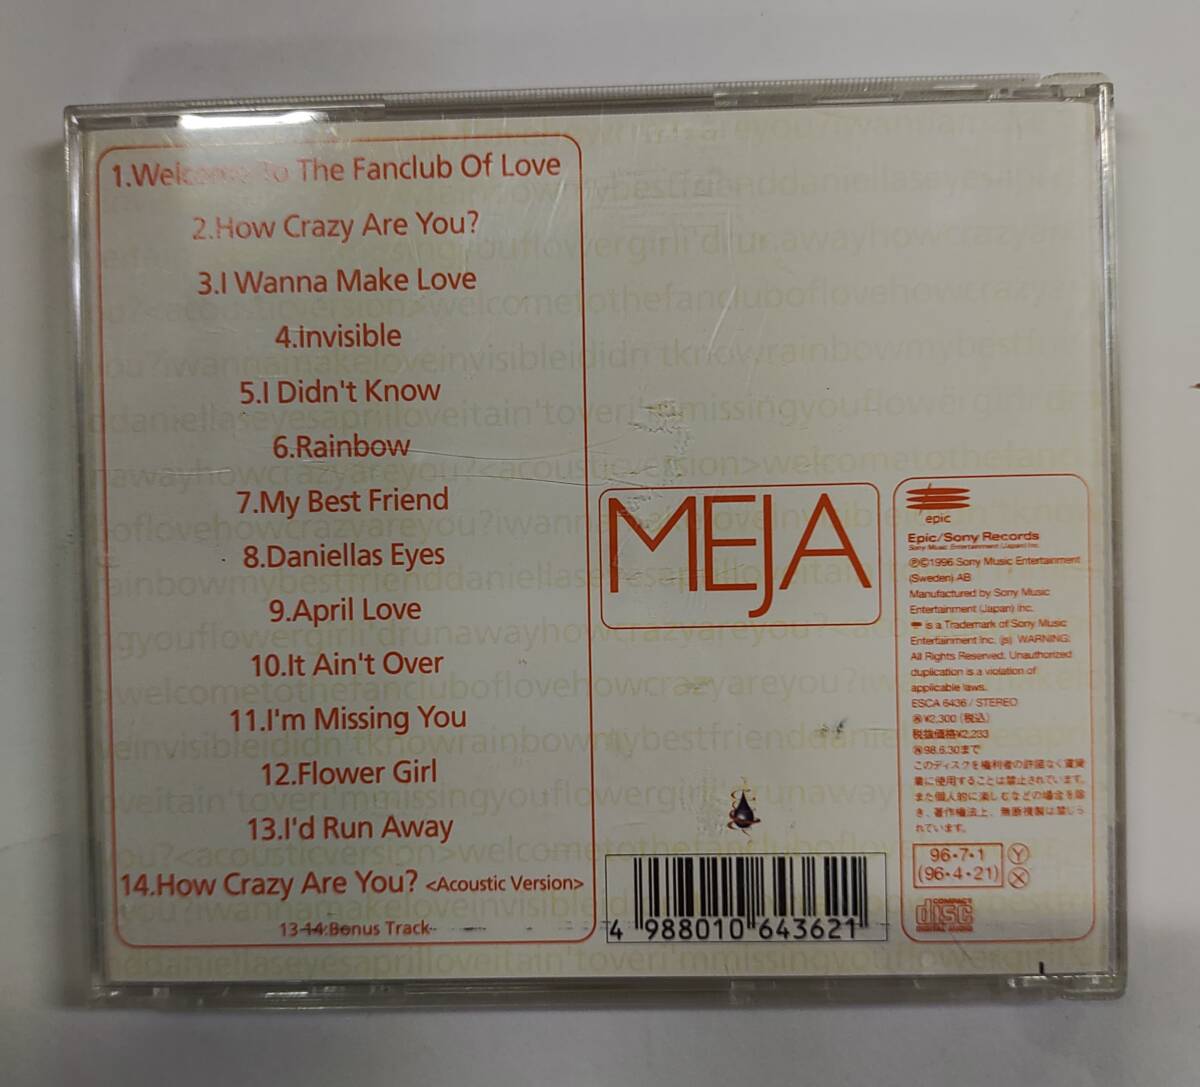 1.Welcome To The Fanclub Of Love
2.How Crazy Are You?
3.I Wanna Make Love
4.Invisible
5.I Didn't Know
6.Rainbow
7.My Best Friend
8.Daniellas Eyes
9.April Love
10.It Ain't Over
11.I'm Missing You
12.Flower Girl
13.I'd Run Away
14.How Crazy Are You? <Acoustic Version>
13-14:Bonus Track
MEJA
4 988010 643621
epic
Epic/Sony Records
Sony Music Entertainment (Japan) Inc.
ⓅⒸ1996 Sony Music Entertainment
(Sweden) AB
Manufactured by Sony Music
Entertainment (Japan) Inc.
is a Trademark of Sony Music
Entertainment Inc. (js) WARNING:
All Rights Reserved. Unauthorized
duplication is a violation of
applicable laws.
ESCA 6436 / STEREO
¥2,300 (税込)
税抜価格¥2,233
98.6.30まで
このディスクを権利者の許諾なく賃貸
業に使用することは禁止されています。
また個人的に楽しむなどの場合を除
き、著作権法上、無断複製は禁じら
れています。
96・7・1 Ⓨ
(96・4・21) Ⓧ
COMPACT
disc
DIGITAL AUDIO